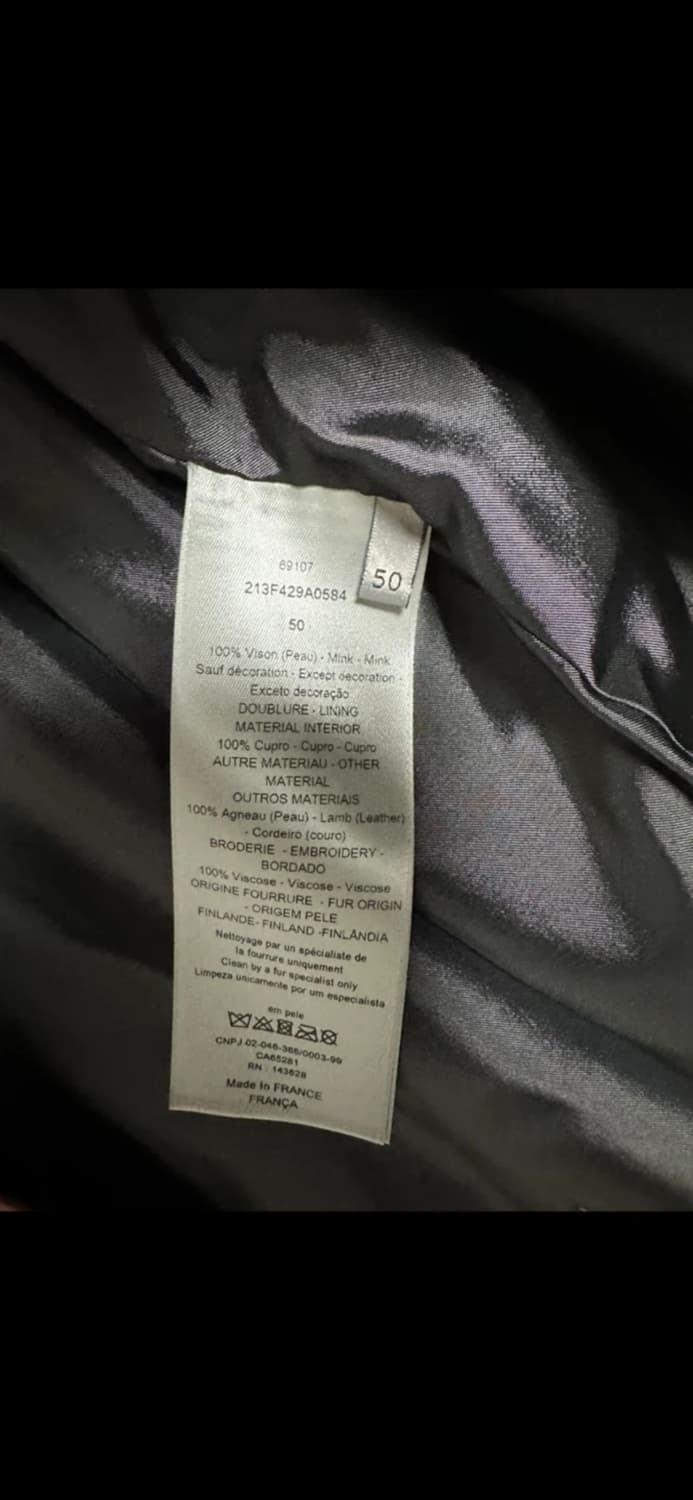 69107
213F429A0584
50
50
100% Vison (Peau) - Mink - Mink
Sauf décoration - Except decoration -
Exceto decoração
DOUBLURE - LINING
MATERIAL INTERIOR
100% Cupro - Cupro - Cupro
AUTRE MATERIAU - OTHER
MATERIAL
OUTROS MATERIAIS
100% Agneau (Peau) - Lamb (Leather)
- Cordeiro (couro)
BRODERIE - EMBROIDERY -
BORDADO
100% Viscose - Viscose - Viscose
ORIGINE FOURRURE - FUR ORIGIN
- ORIGEM PELE
FINLANDE- FINLAND -FINLÂNDIA
Nettoyage par un spécialiste de
la fourrure uniquement
Clean by a fur specialist only
Limpeza unicamente por um especialista
em pele
CNPJ 02-046-366/0003-99
CA65281
RN : 143628
Made In FRANCE
FRANÇA